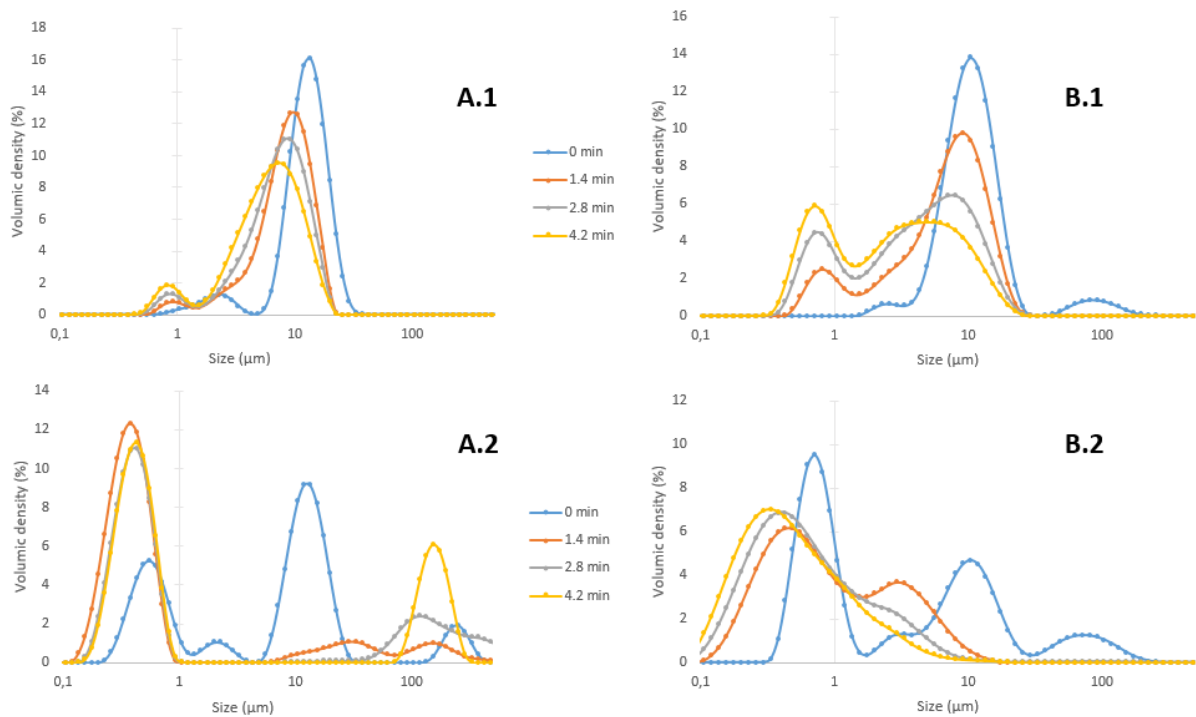 18
16
14
12
10
8
6
4
2
0
Volumic density (%)
0,1 1 10 100
Size (µm)
A.1
0 min
1.4 min
2.8 min
4.2 min
16
14
12
10
8
6
4
2
0
Volumic density (%)
0,1 1 10 100
Size (µm)
B.1
14
12
10
8
6
4
2
0
Volumic density (%)
0,1 1 10 100
Size (µm)
A.2
0 min
1.4 min
2.8 min
4.2 min
12
10
8
6
4
2
0
Volumic density (%)
0,1 1 10 100
Size (µm)
B.2